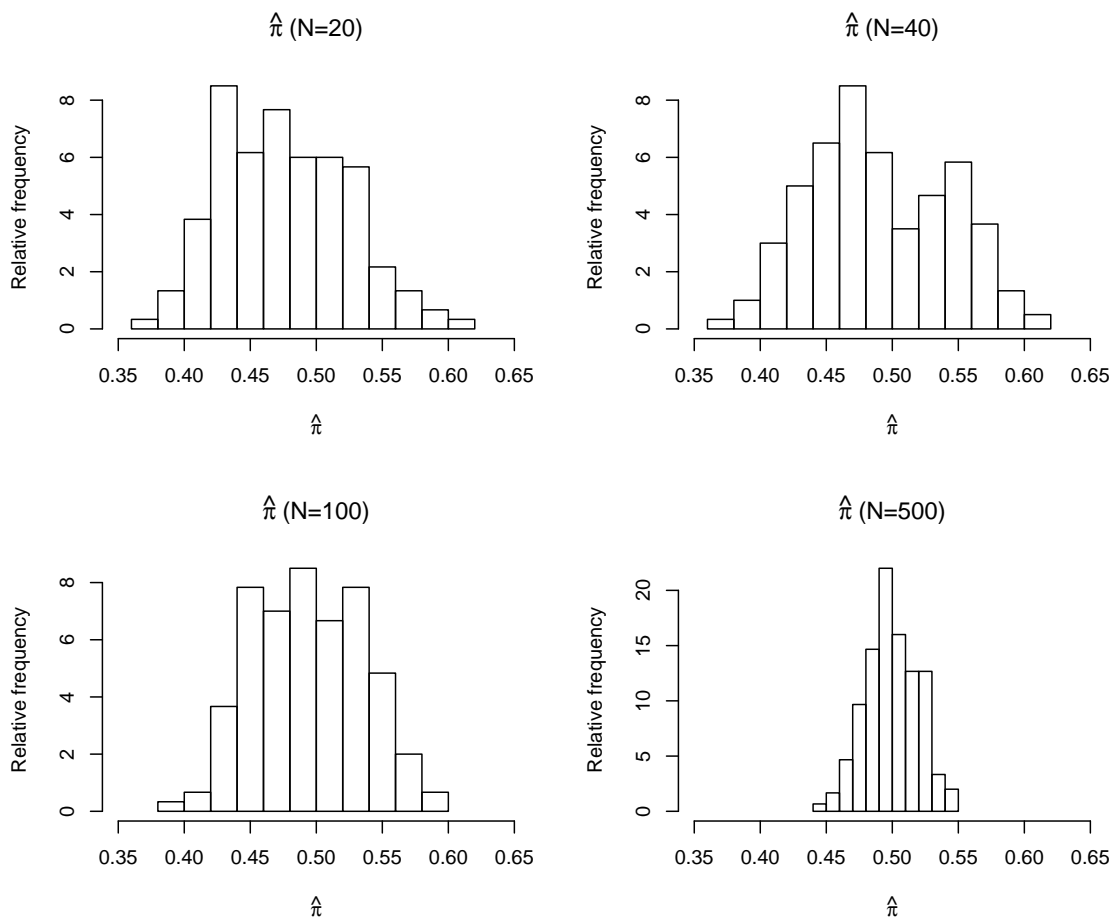 π̂ (N=20)
Relative frequency
0 2 4 6 8
0.35 0.40 0.45 0.50 0.55 0.60 0.65
π̂
π̂ (N=40)
Relative frequency
0 2 4 6 8
0.35 0.40 0.45 0.50 0.55 0.60 0.65
π̂
π̂ (N=100)
Relative frequency
0 2 4 6 8
0.35 0.40 0.45 0.50 0.55 0.60 0.65
π̂
π̂ (N=500)
Relative frequency
0 5 10 15 20
0.35 0.40 0.45 0.50 0.55 0.60 0.65
π̂